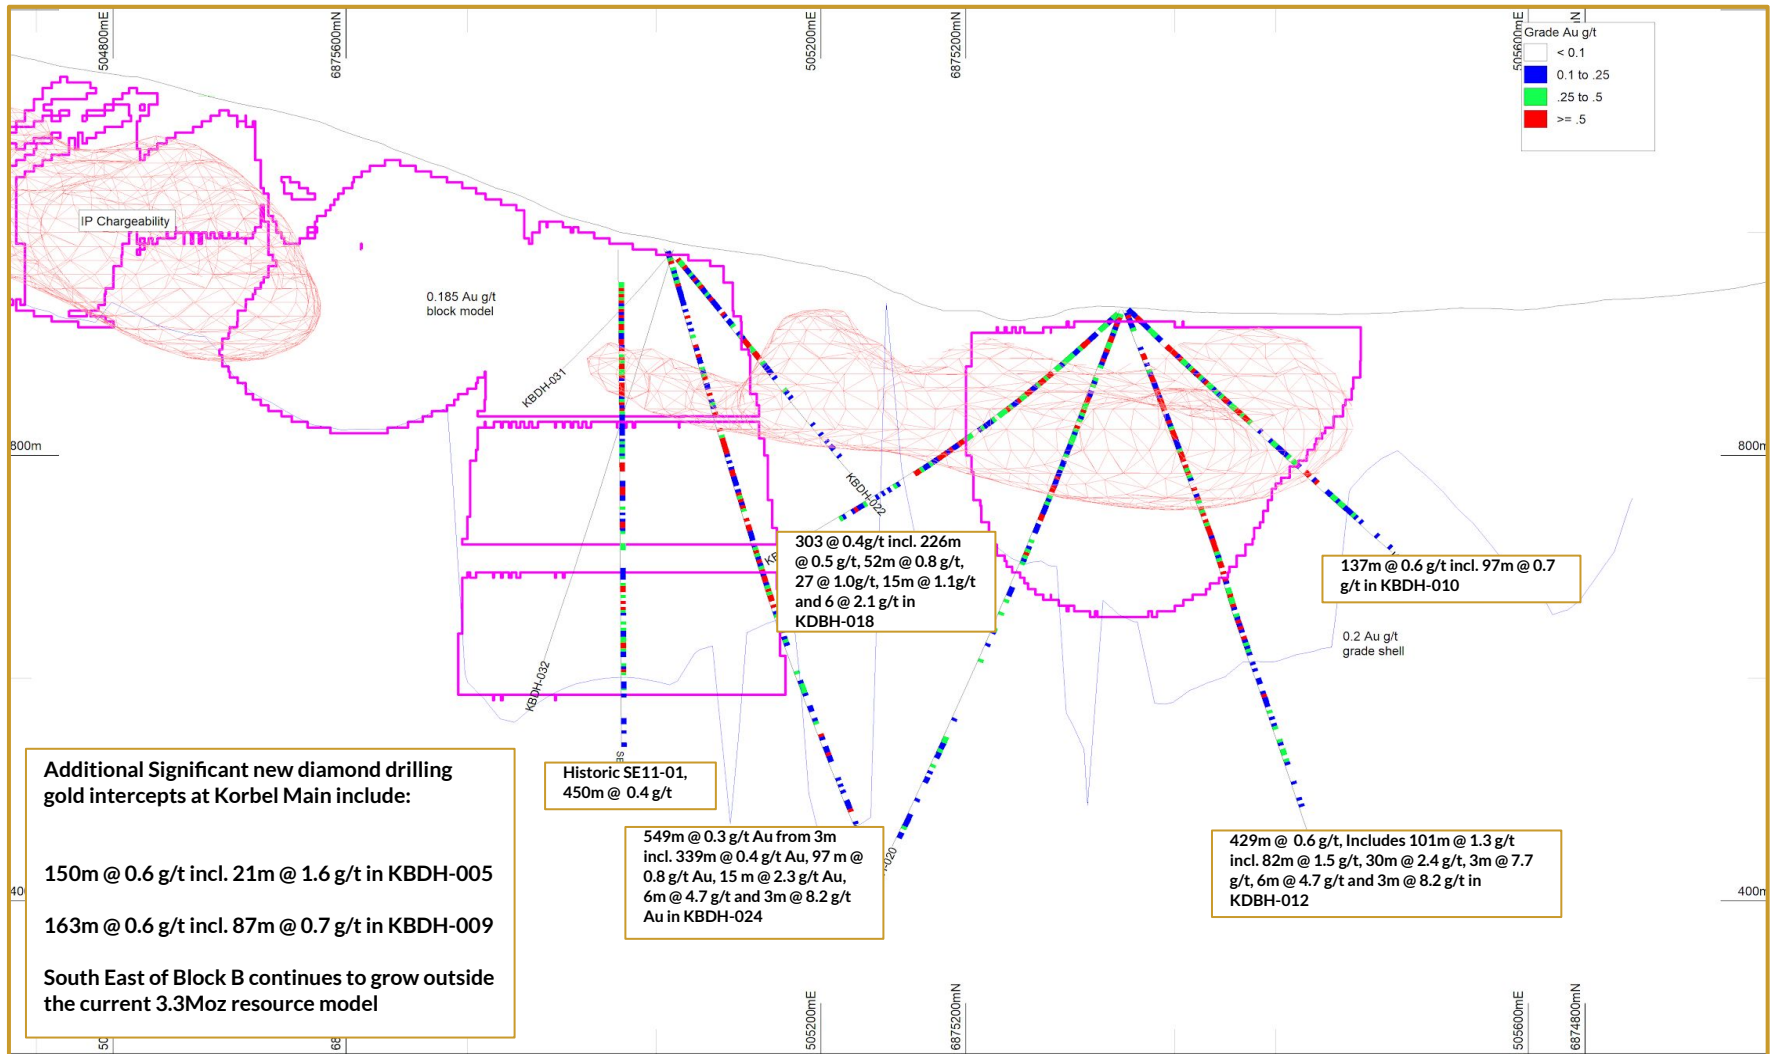 504800mE
6875600mN
505200mE
6875200mN
505600mE
Grade Au g/t
< 0.1
0.1 to .25
.25 to .5
>= .5
IP Chargeability
0.185 Au g/t
block model
KBDH-031
800m
800m
KBDH-022
303 @ 0.4g/t incl. 226m
@ 0.5 g/t, 52m @ 0.8 g/t,
27 @ 1.0g/t, 15m @ 1.1g/t
and 6 @ 2.1 g/t in
KDBH-018
137m @ 0.6 g/t incl. 97m @ 0.7
g/t in KBDH-010
0.2 Au g/t
grade shell
KBDH-032
Historic SE11-01,
450m @ 0.4 g/t
549m @ 0.3 g/t Au from 3m
incl. 339m @ 0.4 g/t Au, 97 m @
0.8 g/t Au, 15 m @ 2.3 g/t Au,
6m @ 4.7 g/t and 3m @ 8.2 g/t
Au in KBDH-024
429m @ 0.6 g/t, Includes 101m @ 1.3 g/t
incl. 82m @ 1.5 g/t, 30m @ 2.4 g/t, 3m @ 7.7
g/t, 6m @ 4.7 g/t and 3m @ 8.2 g/t in
KDBH-012
400m
Additional Significant new diamond drilling
gold intercepts at Korbel Main include:
150m @ 0.6 g/t incl. 21m @ 1.6 g/t in KBDH-005
163m @ 0.6 g/t incl. 87m @ 0.7 g/t in KBDH-009
South East of Block B continues to grow outside
the current 3.3Moz resource model
505200mE
6875200mN
505600mE
6874800mN